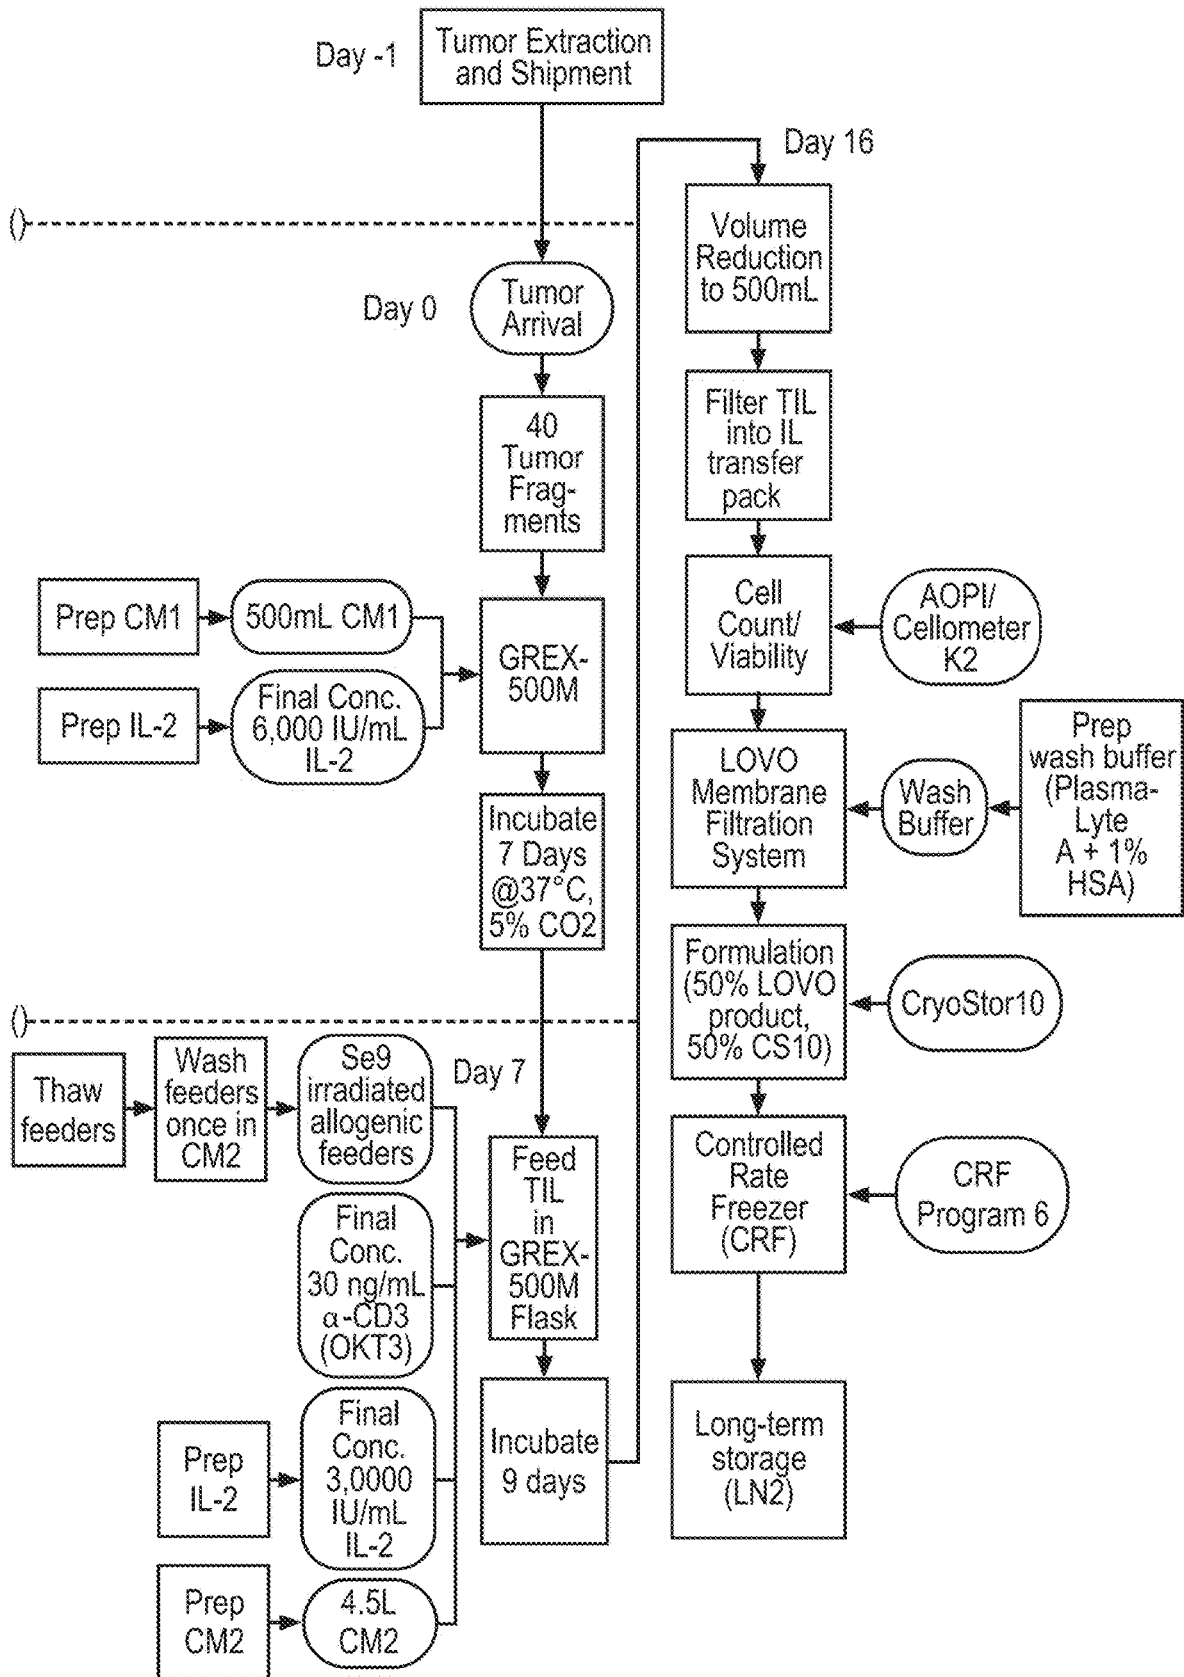 Day -1
Tumor Extraction
and Shipment
()
Day 0
Tumor
Arrival
40
Tumor
Frag-
ments
Prep CM1
500mL CM1
Prep IL-2
Final Conc.
6,000 IU/mL
IL-2
GREX-
500M
Incubate
7 Days
@37°C,
5% CO2
()
Thaw
feeders
Wash
feeders
once in
CM2
Se9
irradiated
allogenic
feeders
Day 7
Final
Conc.
30 ng/mL
α-CD3
(OKT3)
Feed
TIL
in
GREX-
500M
Flask
Prep
IL-2
Final
Conc.
3,0000
IU/mL
IL-2
Prep
CM2
4.5L
CM2
Incubate
9 days
Day 16
Volume
Reduction
to 500mL
Filter TIL
into IL
transfer
pack
Cell
Count/
Viability
AOPI/
Cellometer
K2
LOVO
Membrane
Filtration
System
Wash
Buffer
Prep
wash buffer
(Plasma-
Lyte
A + 1%
HSA)
Formulation
(50% LOVO
product,
50% CS10)
CryoStor10
Controlled
Rate
Freezer
(CRF)
CRF
Program 6
Long-term
storage
(LN2)